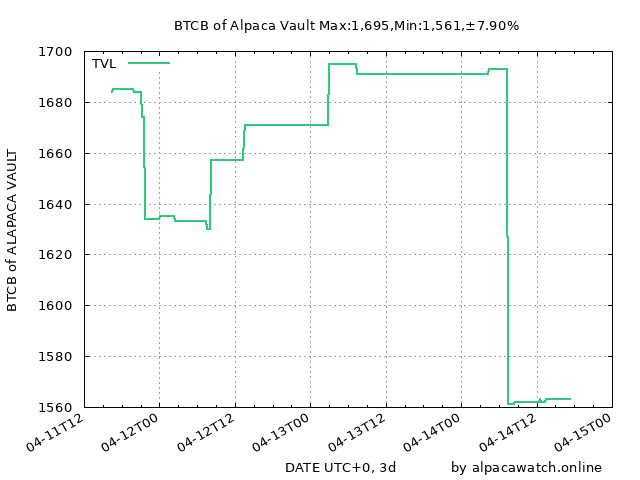 BTCB of Alpaca Vault Max:1,695,Min:1,561,±7.90%
TVL
BTCB of ALAPACA VAULT
1700
1680
1660
1640
1620
1600
1580
1560
04-11T12
04-12T00
04-12T12
04-13T00
04-13T12
04-14T00
04-14T12
04-15T00
DATE UTC+0, 3d
by alpacawatch.online